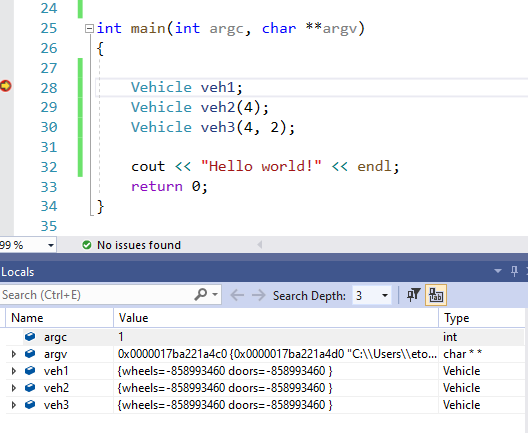 24
25 int main(int argc, char **argv)
26 {
27
28 Vehicle veh1;
29 Vehicle veh2(4);
30 Vehicle veh3(4, 2);
31
32 cout << "Hello world!" << endl;
33 return 0;
34 }
35
99 % No issues found
Locals
Search (Ctrl+E) Search Depth: 3
Name Value Type
argc 1 int
argv 0x0000017ba221a4c0 {0x0000017ba221a4d0 "C:\\Users\\eto... char * *
veh1 {wheels=-858993460 doors=-858993460 } Vehicle
veh2 {wheels=-858993460 doors=-858993460 } Vehicle
veh3 {wheels=-858993460 doors=-858993460 } Vehicle